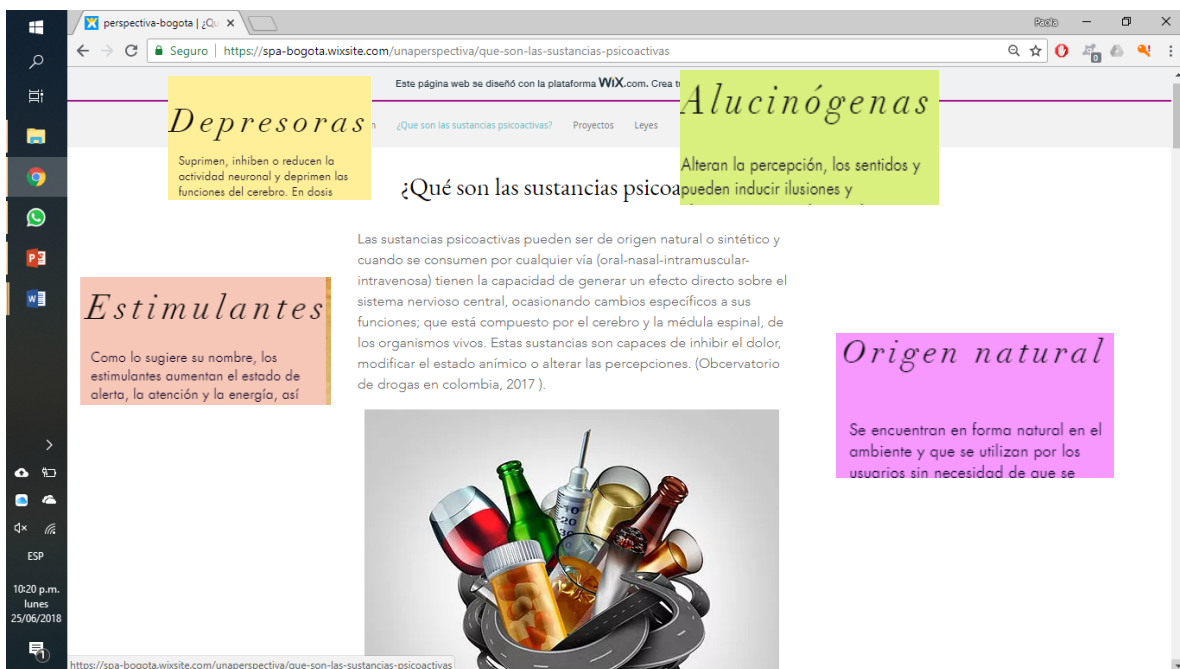 perspectiva-bogota | ¿Qu
Paola
Seguro | https://spa-bogota.wixsite.com/unaperspectiva/que-son-las-sustancias-psicoactivas
Este página web se diseñó con la plataforma WiX.com. Crea t
n ¿Que son las sustancias psicoactivas? Proyectos Leyes
Depresoras
Suprimen, inhiben o reducen la
actividad neuronal y deprimen las
funciones del cerebro. En dosis
Alucinógenas
Alteran la percepción, los sentidos y
pueden inducir ilusiones y
¿Qué son las sustancias psicoa
Las sustancias psicoactivas pueden ser de origen natural o sintético y
cuando se consumen por cualquier vía (oral-nasal-intramuscular-
intravenosa) tienen la capacidad de generar un efecto directo sobre el
sistema nervioso central, ocasionando cambios específicos a sus
funciones; que está compuesto por el cerebro y la médula espinal, de
los organismos vivos. Estas sustancias son capaces de inhibir el dolor,
modificar el estado anímico o alterar las percepciones. (Obcervatorio
de drogas en colombia, 2017 ).
Estimulantes
Como lo sugiere su nombre, los
estimulantes aumentan el estado de
alerta, la atención y la energía, así
Origen natural
Se encuentran en forma natural en el
ambiente y que se utilizan por los
usuarios sin necesidad de que se
ESP
10:20 p.m.
lunes
25/06/2018
https://spa-bogota.wixsite.com/unaperspectiva/que-son-las-sustancias-psicoactivas